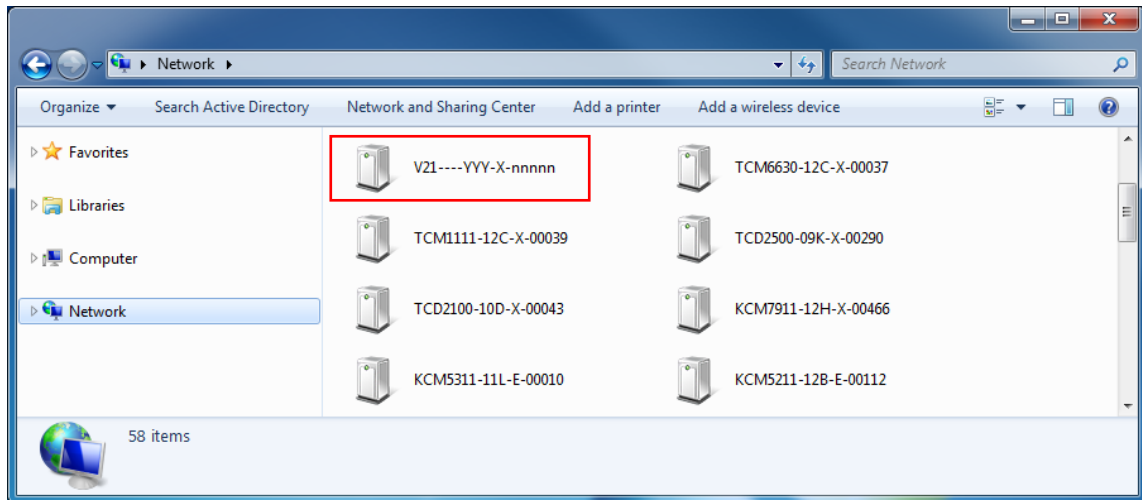 Network
Search Network
Organize Search Active Directory Network and Sharing Center Add a printer Add a wireless device
Favorites
Libraries
Computer
Network
V21----YYY-X-nnnnn TCM6630-12C-X-00037
TCM1111-12C-X-00039 TCD2500-09K-X-00290
TCD2100-10D-X-00043 KCM7911-12H-X-00466
KCM5311-11L-E-00010 KCM5211-12B-E-00112
58 items